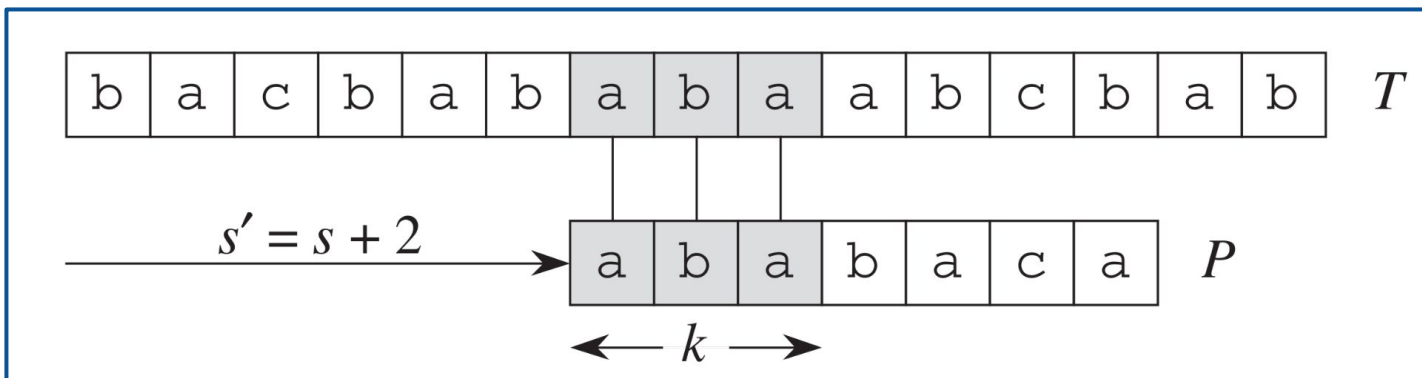 b a c b a b a b a a b c b a b T
s′ = s + 2
a b a b a c a P
k